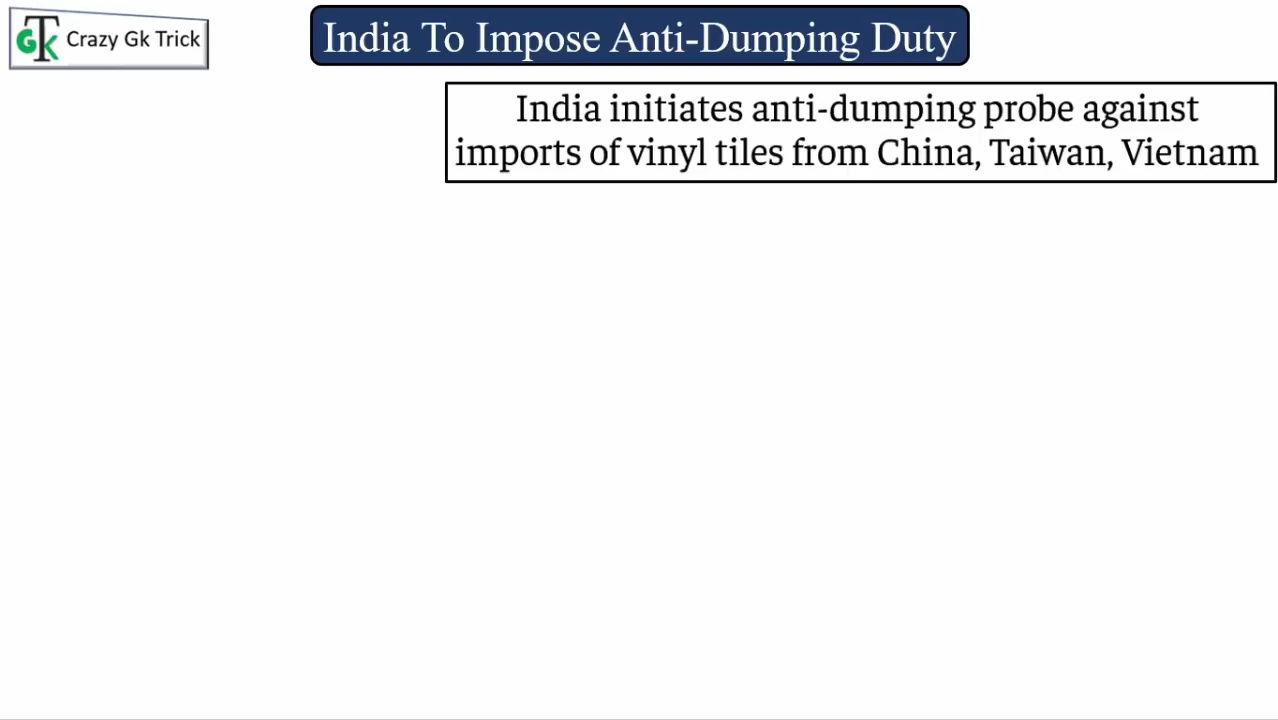 GTK Crazy Gk Trick
India To Impose Anti-Dumping Duty
India initiates anti-dumping probe against
imports of vinyl tiles from China, Taiwan, Vietnam